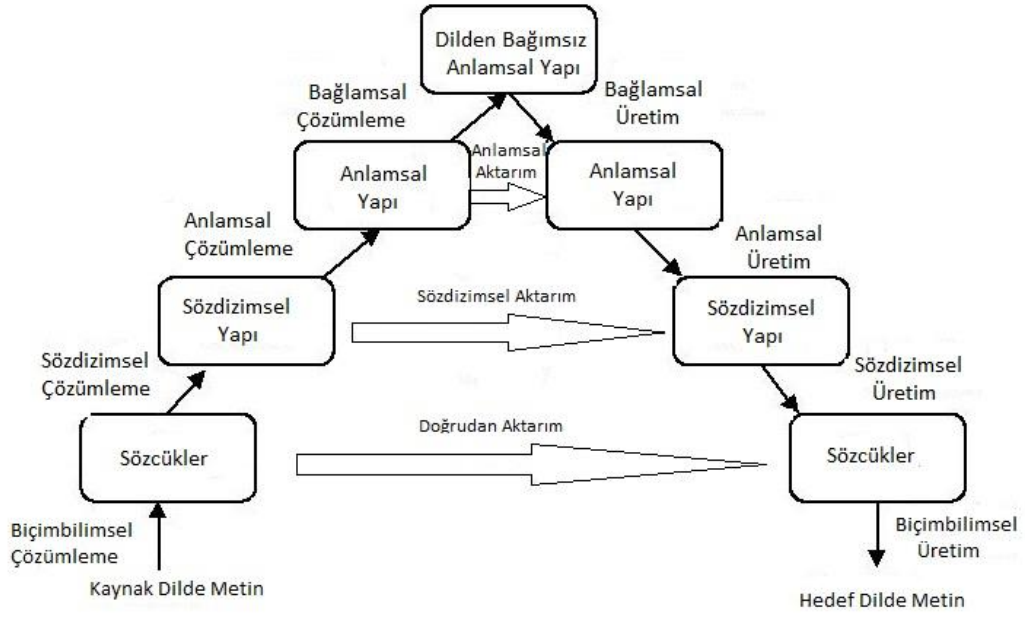 Dilden Bağımsız
Anlamsal Yapı
Bağlamsal
Çözümleme
Bağlamsal
Üretim
Anlamsal
Yapı
Anlamsal
Aktarım
Anlamsal
Yapı
Anlamsal
Çözümleme
Anlamsal
Üretim
Sözdizimsel
Yapı
Sözdizimsel Aktarım
Sözdizimsel
Yapı
Sözdizimsel
Çözümleme
Sözdizimsel
Üretim
Sözcükler
Doğrudan Aktarım
Sözcükler
Biçimbilimsel
Çözümleme
Biçimbilimsel
Üretim
Kaynak Dilde Metin
Hedef Dilde Metin